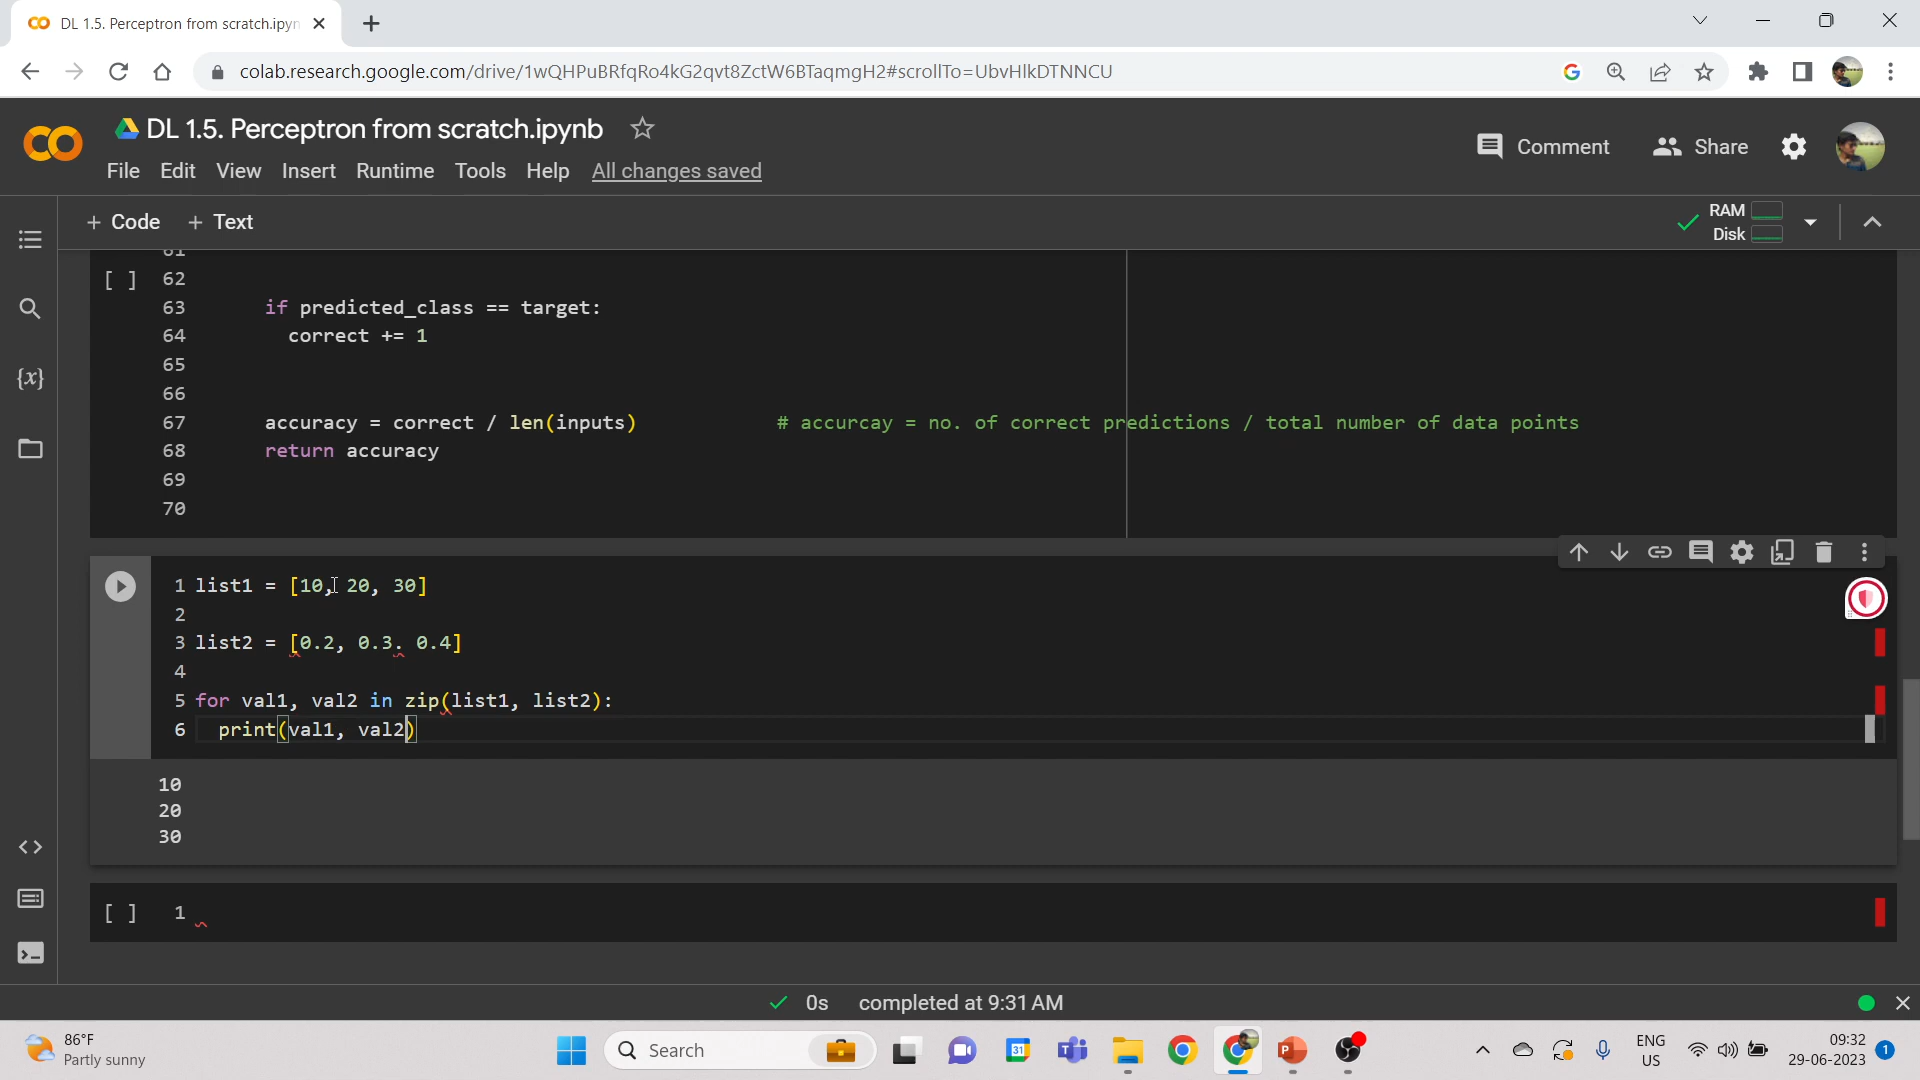 DL 1.5. Perceptron from scratch.ipyn
colab.research.google.com/drive/1wQHPuBRfqRo4kG2qvt8ZctW6BTaqmgH2#scrollTo=UbvHlkDTNNCU
DL 1.5. Perceptron from scratch.ipynb
Comment
Share
File Edit View Insert Runtime Tools Help All changes saved
+ Code + Text
RAM
Disk
61
[ ] 62
63 if predicted_class == target:
64 correct += 1
65
66
67 accuracy = correct / len(inputs) # accurcay = no. of correct predictions / total number of data points
68 return accuracy
69
70
1 list1 = [10, 20, 30]
2
3 list2 = [0.2, 0.3. 0.4]
4
5 for val1, val2 in zip(list1, list2):
6 print(val1, val2)
10
20
30
[ ] 1
0s completed at 9:31 AM
86°F
Partly sunny
Search
31
ENG
US
09:32
29-06-2023
1